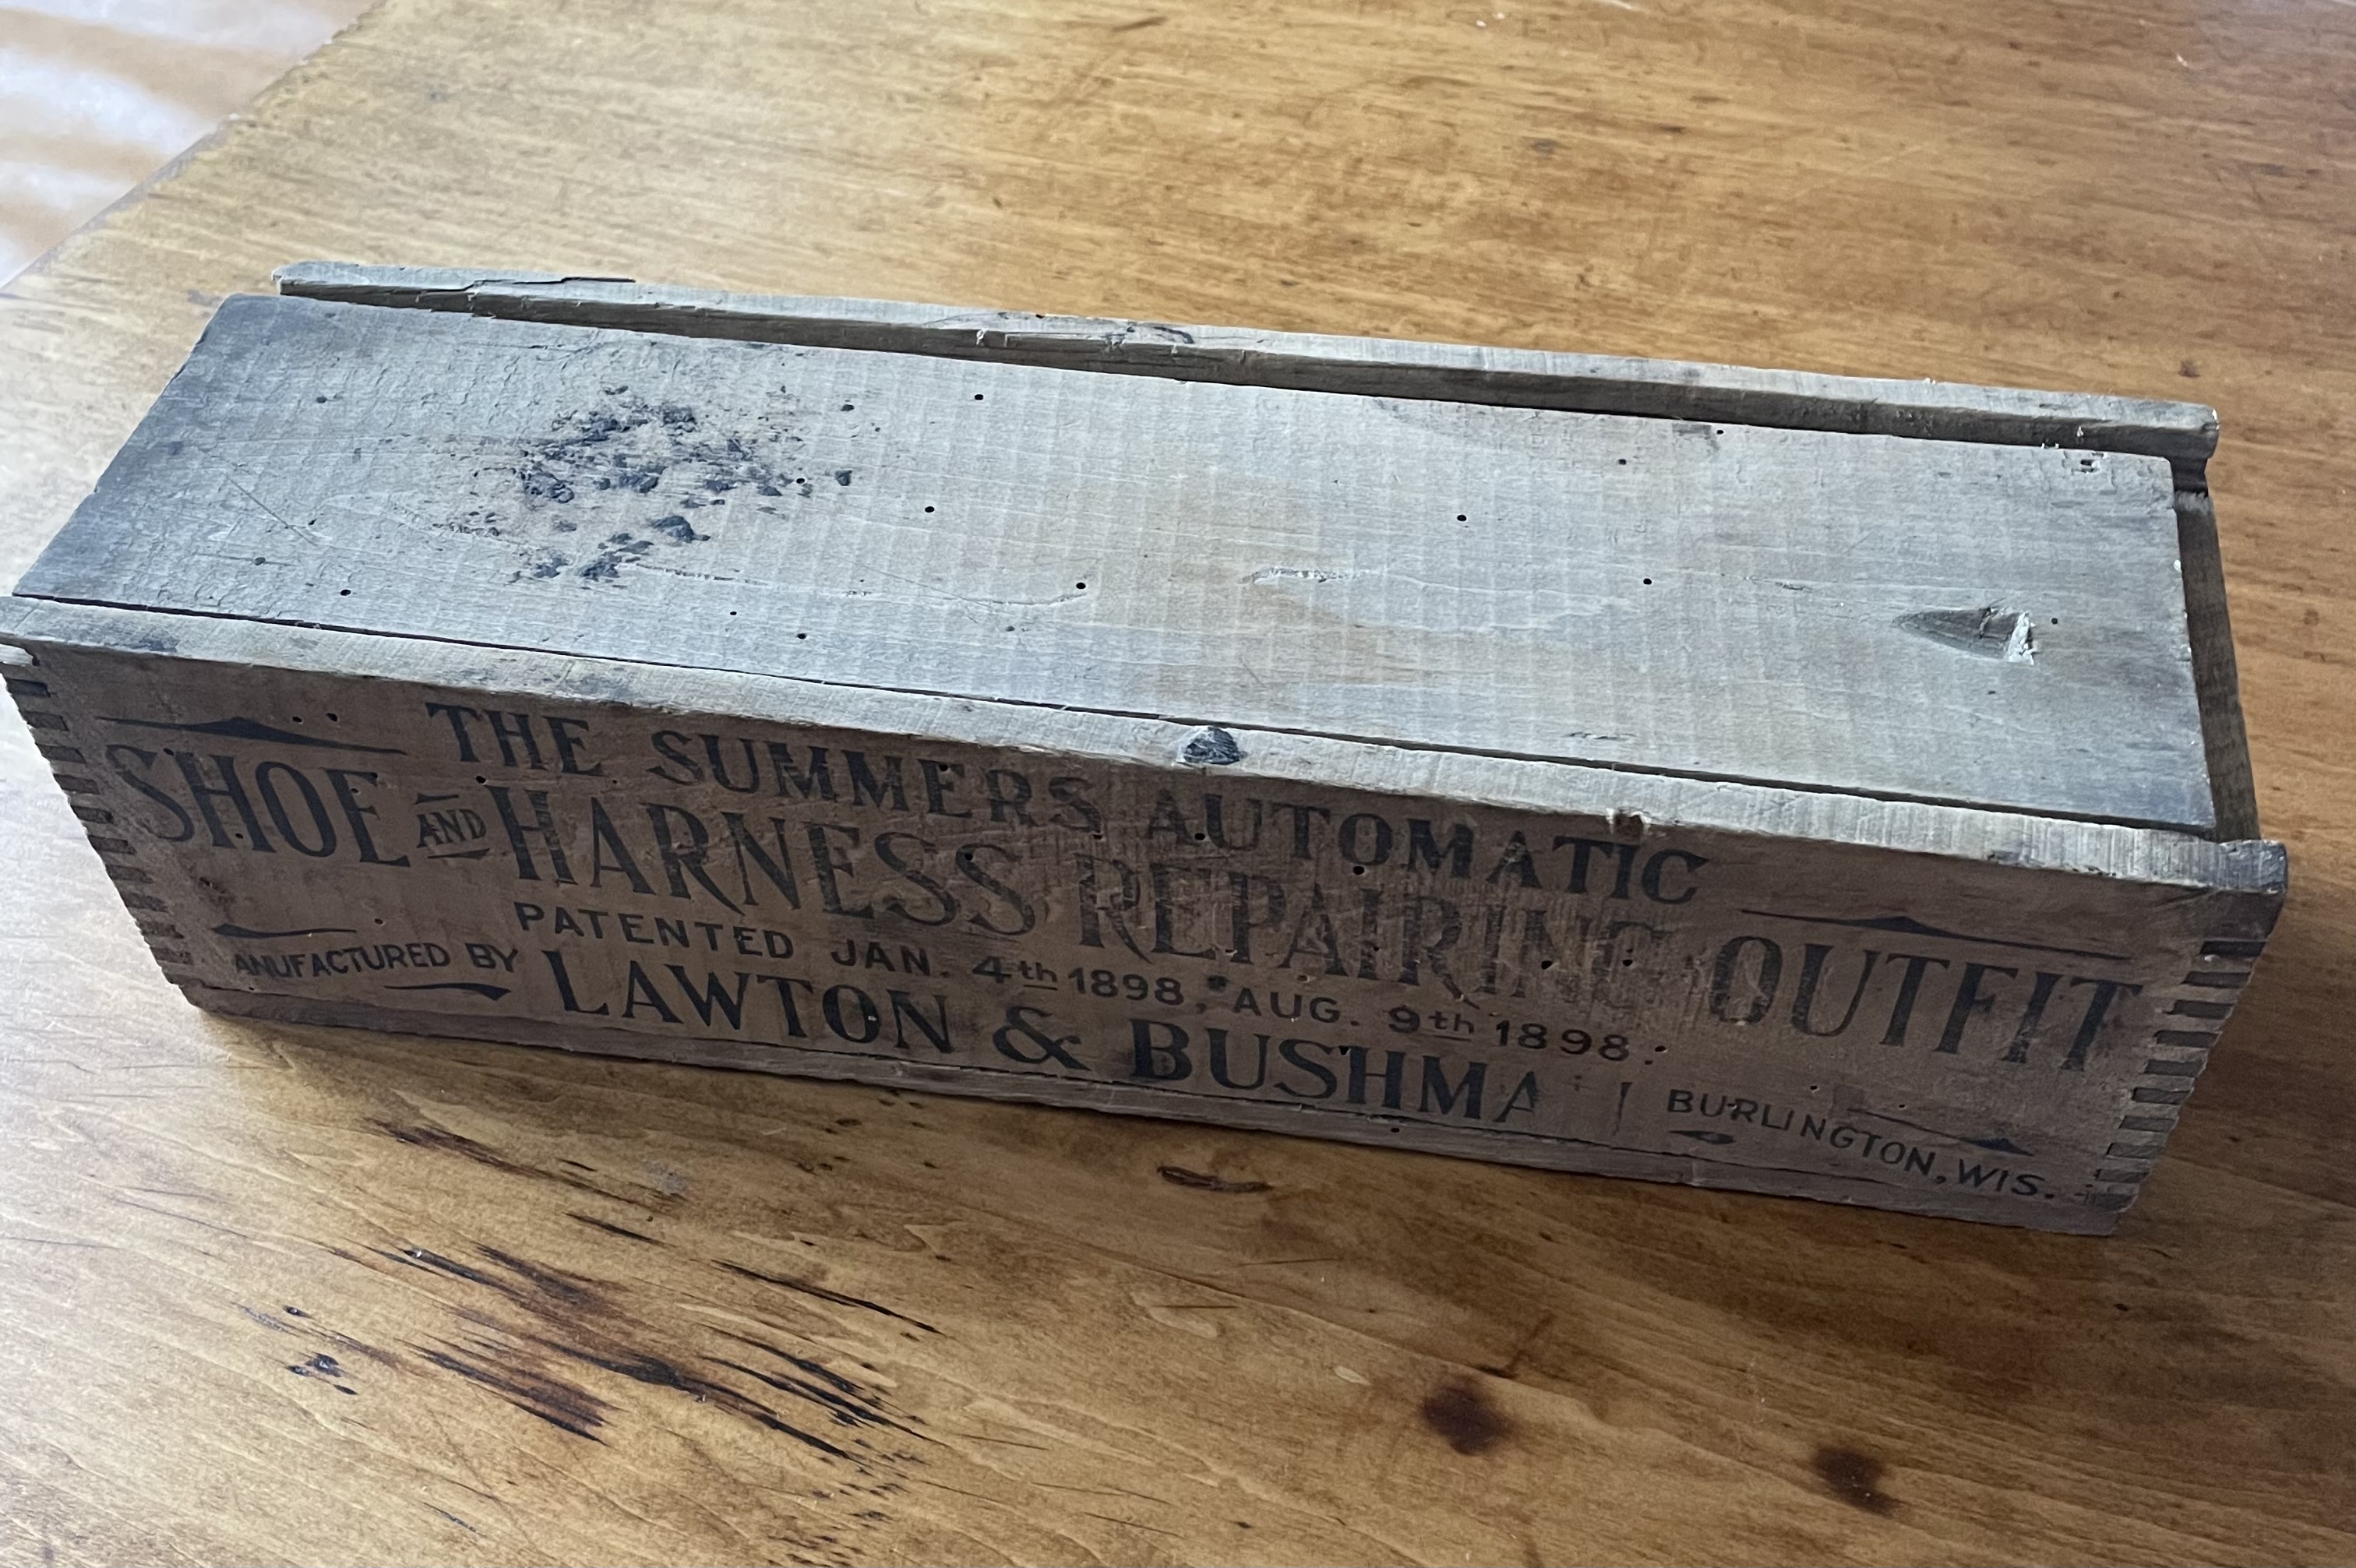 THE SUMMERS AUTOMATIC
SHOE AND HARNESS REPAIRING OUTFIT
PATENTED JAN. 4th 1898, AUG. 9th 1898.
ANUFACTURED BY LAWTON & BUSHMA BURLINGTON, WIS.